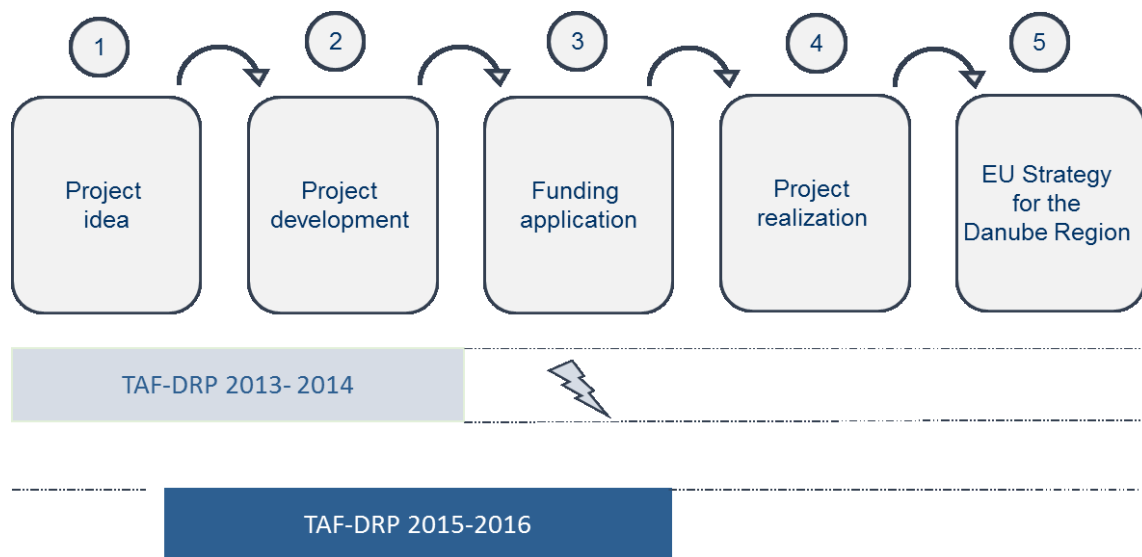 1
2
3
4
5
Project
idea
Project
development
Funding
application
Project
realization
EU Strategy
for the
Danube Region
TAF-DRP 2013- 2014
TAF-DRP 2015-2016